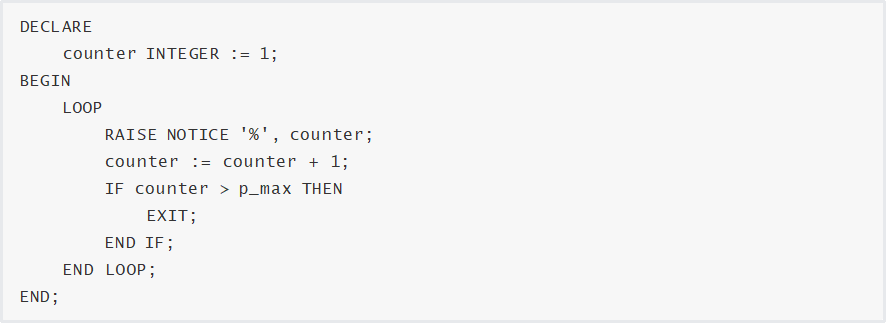 DECLARE
    counter INTEGER := 1;
BEGIN
    LOOP
        RAISE NOTICE '%', counter;
        counter := counter + 1;
        IF counter > p_max THEN
            EXIT;
        END IF;
    END LOOP;
END;